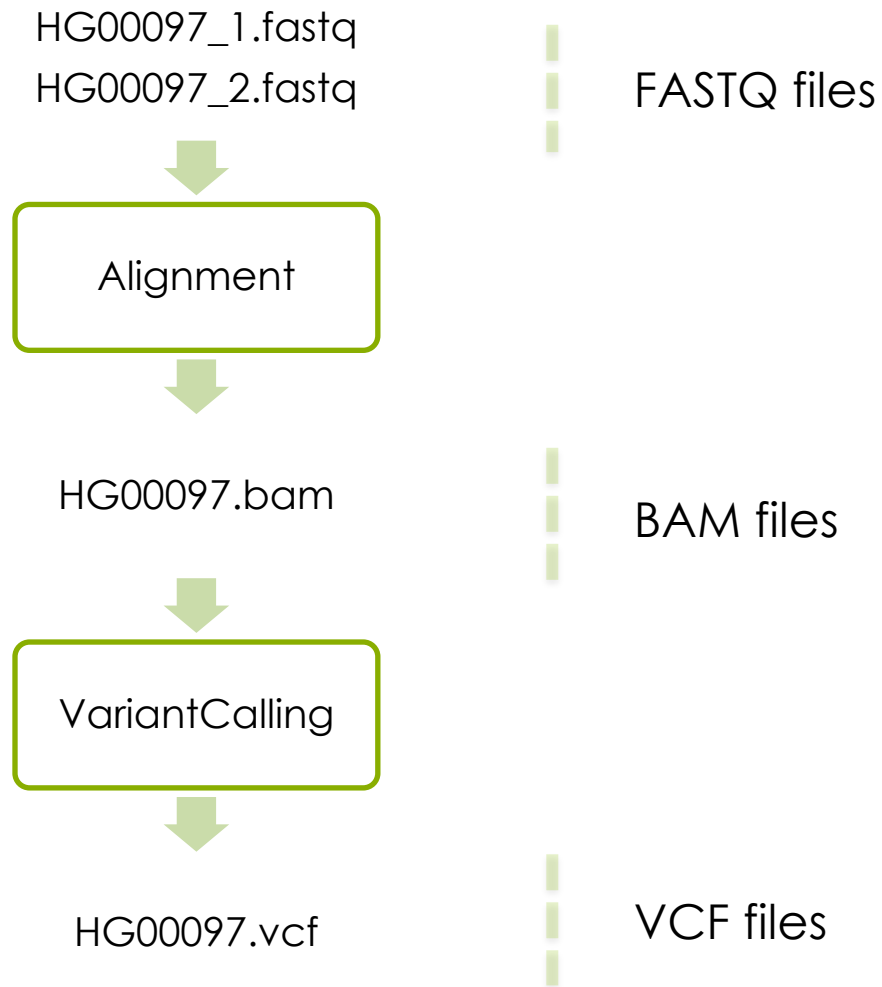 HG00097_1.fastq
HG00097_2.fastq
FASTQ files
Alignment
HG00097.bam
BAM files
VariantCalling
HG00097.vcf
VCF files